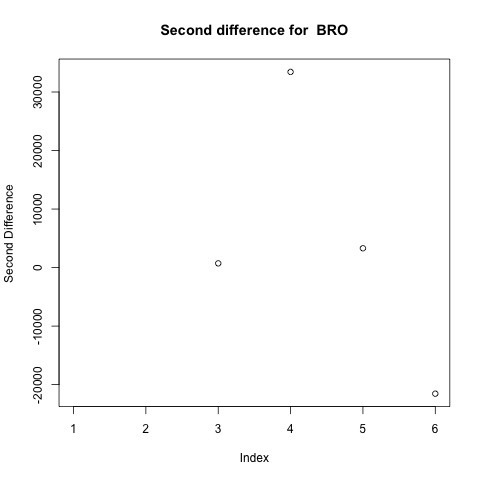 Second difference for  BRO
Second Difference
30000
20000
10000
0
-10000
-20000
1 2 3 4 5 6
Index